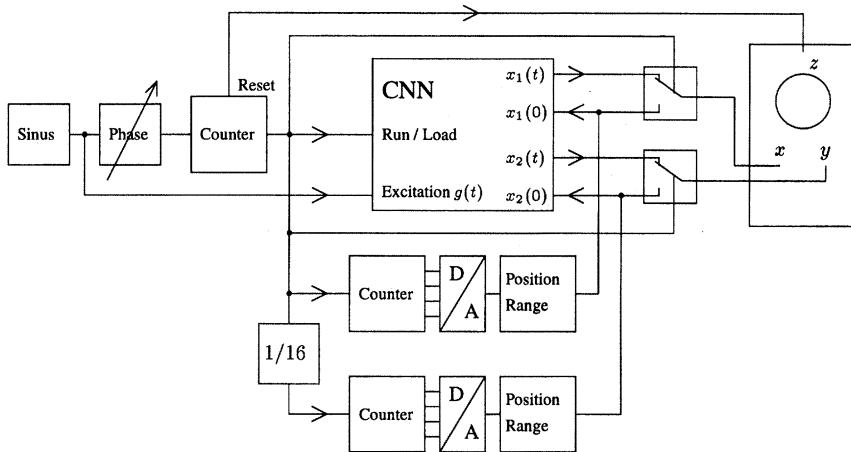 Reset
z
CNN
x₁(t)
x₁(0)
Sinus
Phase
Counter
Run / Load
x₂(t)
x
y
Excitation g(t)
x₂(0)
Counter
D
A
Position
Range
1/16
Counter
D
A
Position
Range